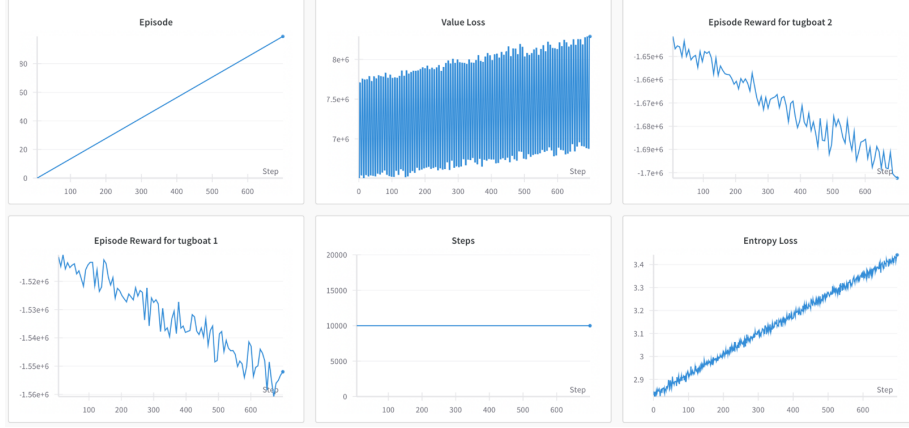 Episode
80
60
40
20
0
100 200 300 400 500 600
Step
Value Loss
8e+6
7.5e+6
7e+6
0 100 200 300 400 500 600
Step
Episode Reward for tugboat 2
-1.65e+6
-1.66e+6
-1.67e+6
-1.68e+6
-1.69e+6
-1.7e+6
100 200 300 400 500 600
Step
Episode Reward for tugboat 1
-1.52e+6
-1.53e+6
-1.54e+6
-1.55e+6
-1.56e+6
100 200 300 400 500 600
Step
Steps
20000
15000
10000
5000
0
100 200 300 400 500 600
Step
Entropy Loss
3.4
3.3
3.2
3.1
3
2.9
0 100 200 300 400 500 600
Step